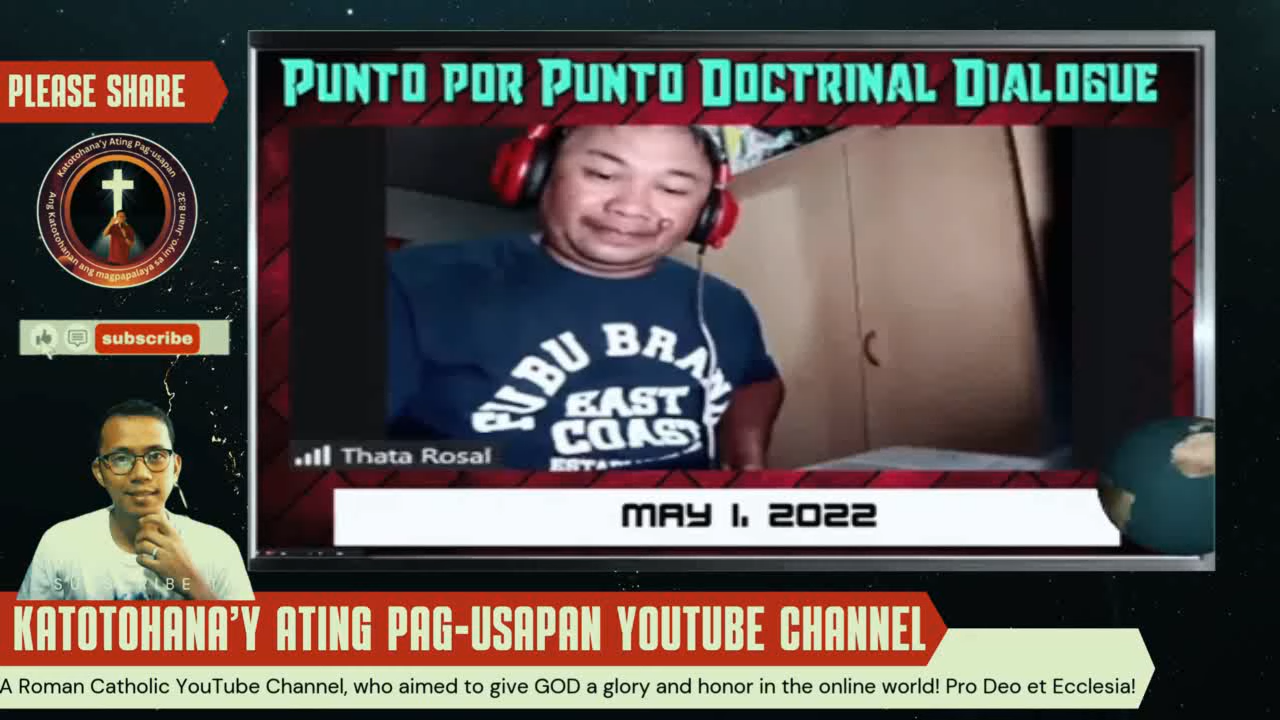 PLEASE SHARE
Katotohana'y Ating Pag-usapan
Ang Katotohanan ang magpapalaya sa inyo. Juan 8:32
subscribe
PUNTO POR PUNTO DOCTRINAL DIALOGUE
FUBU BRAND
EAST
COAST
Thata Rosal
MAY 1, 2022
KATOTOHANA'Y ATING PAG-USAPAN YOUTUBE CHANNEL
A Roman Catholic YouTube Channel, who aimed to give GOD a glory and honor in the online world! Pro Deo et Ecclesia!